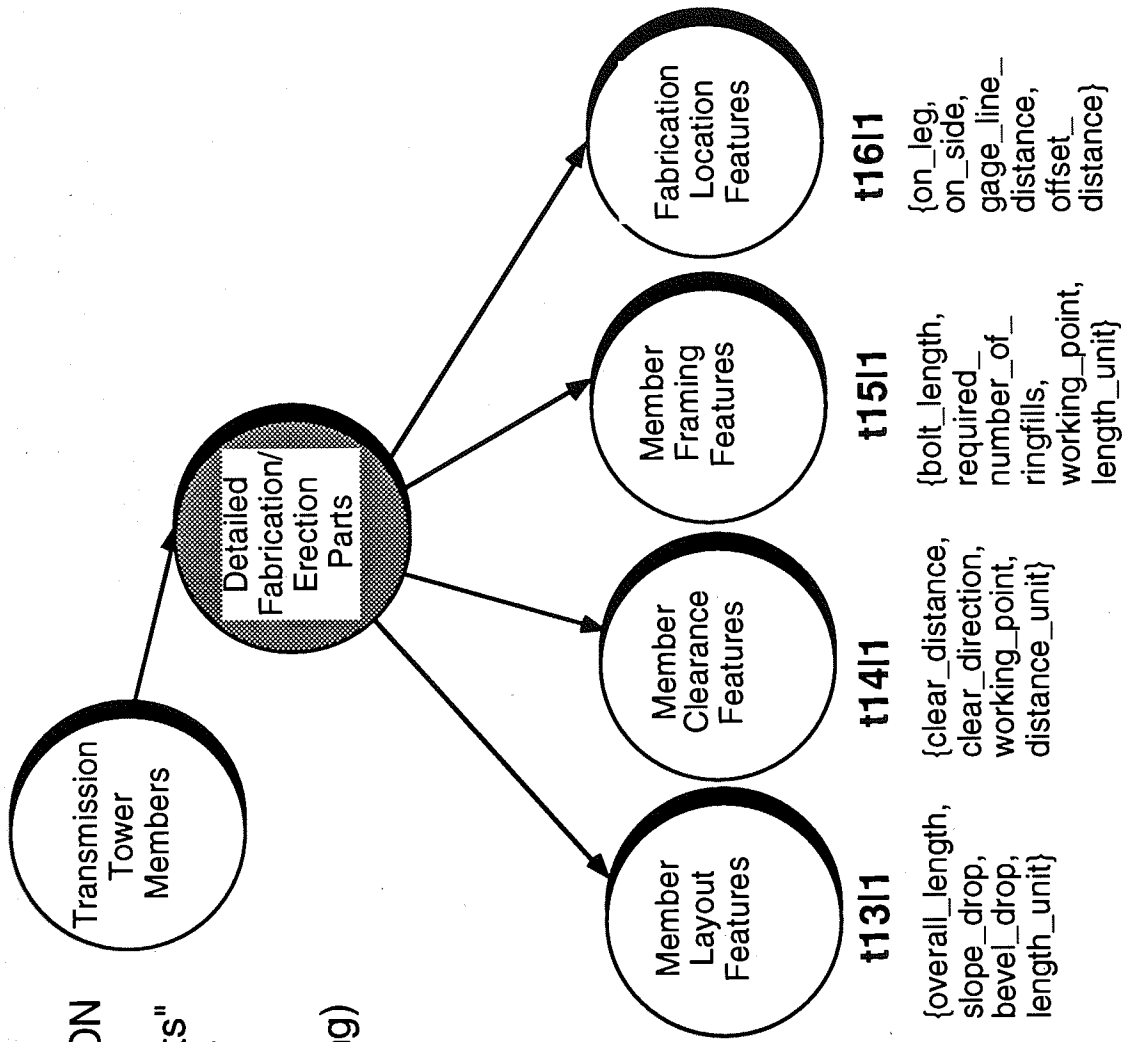 ON
ts"
g)
Transmission
Tower
Members
Detailed
Fabrication/
Erection
Parts
Member
Layout
Features
t13l1
{overall_length,
slope_drop,
bevel_drop,
length_unit}
Member
Clearance
Features
t14l1
{clear_distance,
clear_direction,
working_point,
distance_unit}
Member
Framing
Features
t15l1
{bolt_length,
required_
number_of_
ringfills,
working_point,
length_unit}
Fabrication
Location
Features
t16l1
{on_leg,
on_side,
gage_line_
distance,
offset_
distance}